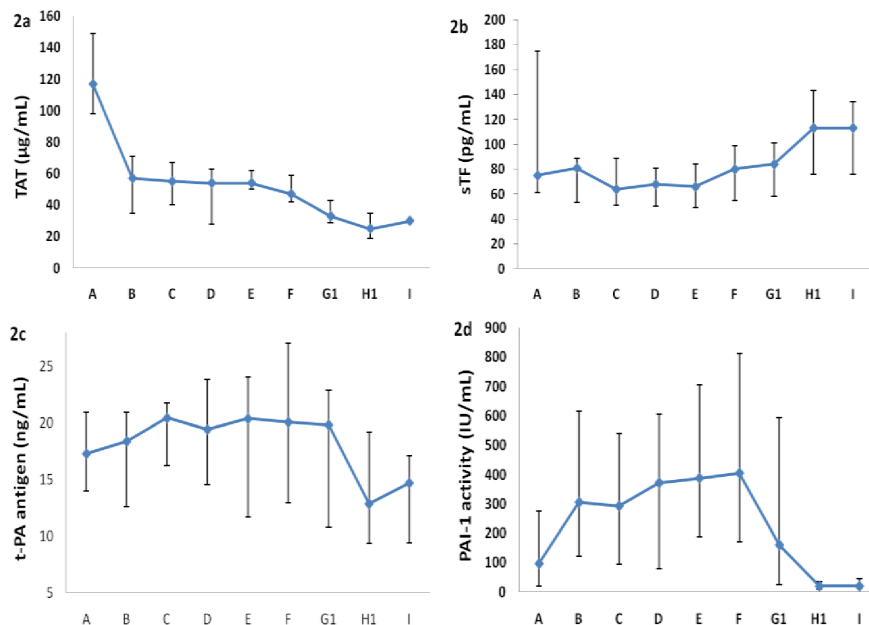 2a
TAT (µg/mL)
160
140
120
100
80
60
40
20
0
A B C D E F G1 H1 I
2b
sTF (pg/mL)
200
180
160
140
120
100
80
60
40
20
0
A B C D E F G1 H1 I
2c
t-PA antigen (ng/mL)
25
20
15
10
5
A B C D E F G1 H1 I
2d
PAI-1 activity (IU/mL)
900
800
700
600
500
400
300
200
100
0
A B C D E F G1 H1 I